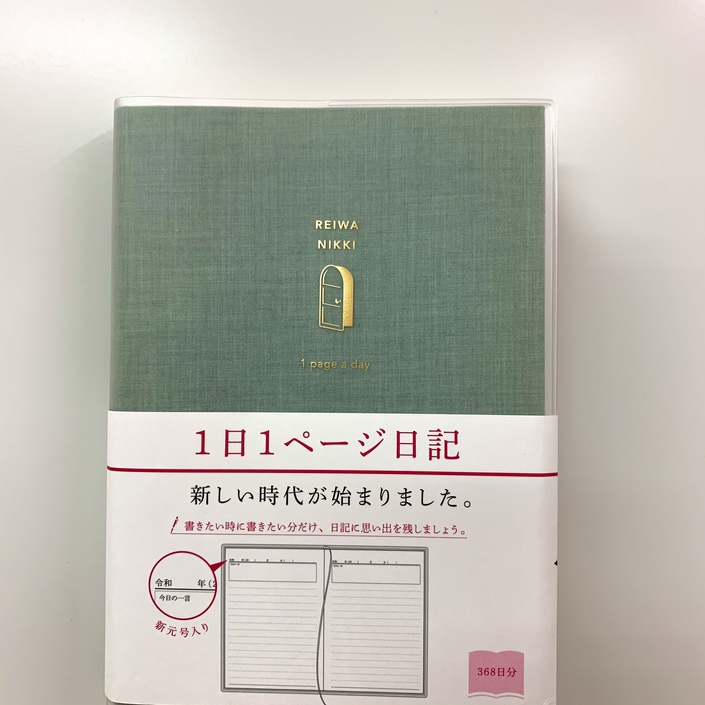 REIWA
NIKKI
1 page a day
1日1ページ日記
新しい時代が始まりました。
書きたい時に書きたい分だけ、日記に思い出を残しましょう。
令和 年(2
今日の一言
新元号入り
368日分